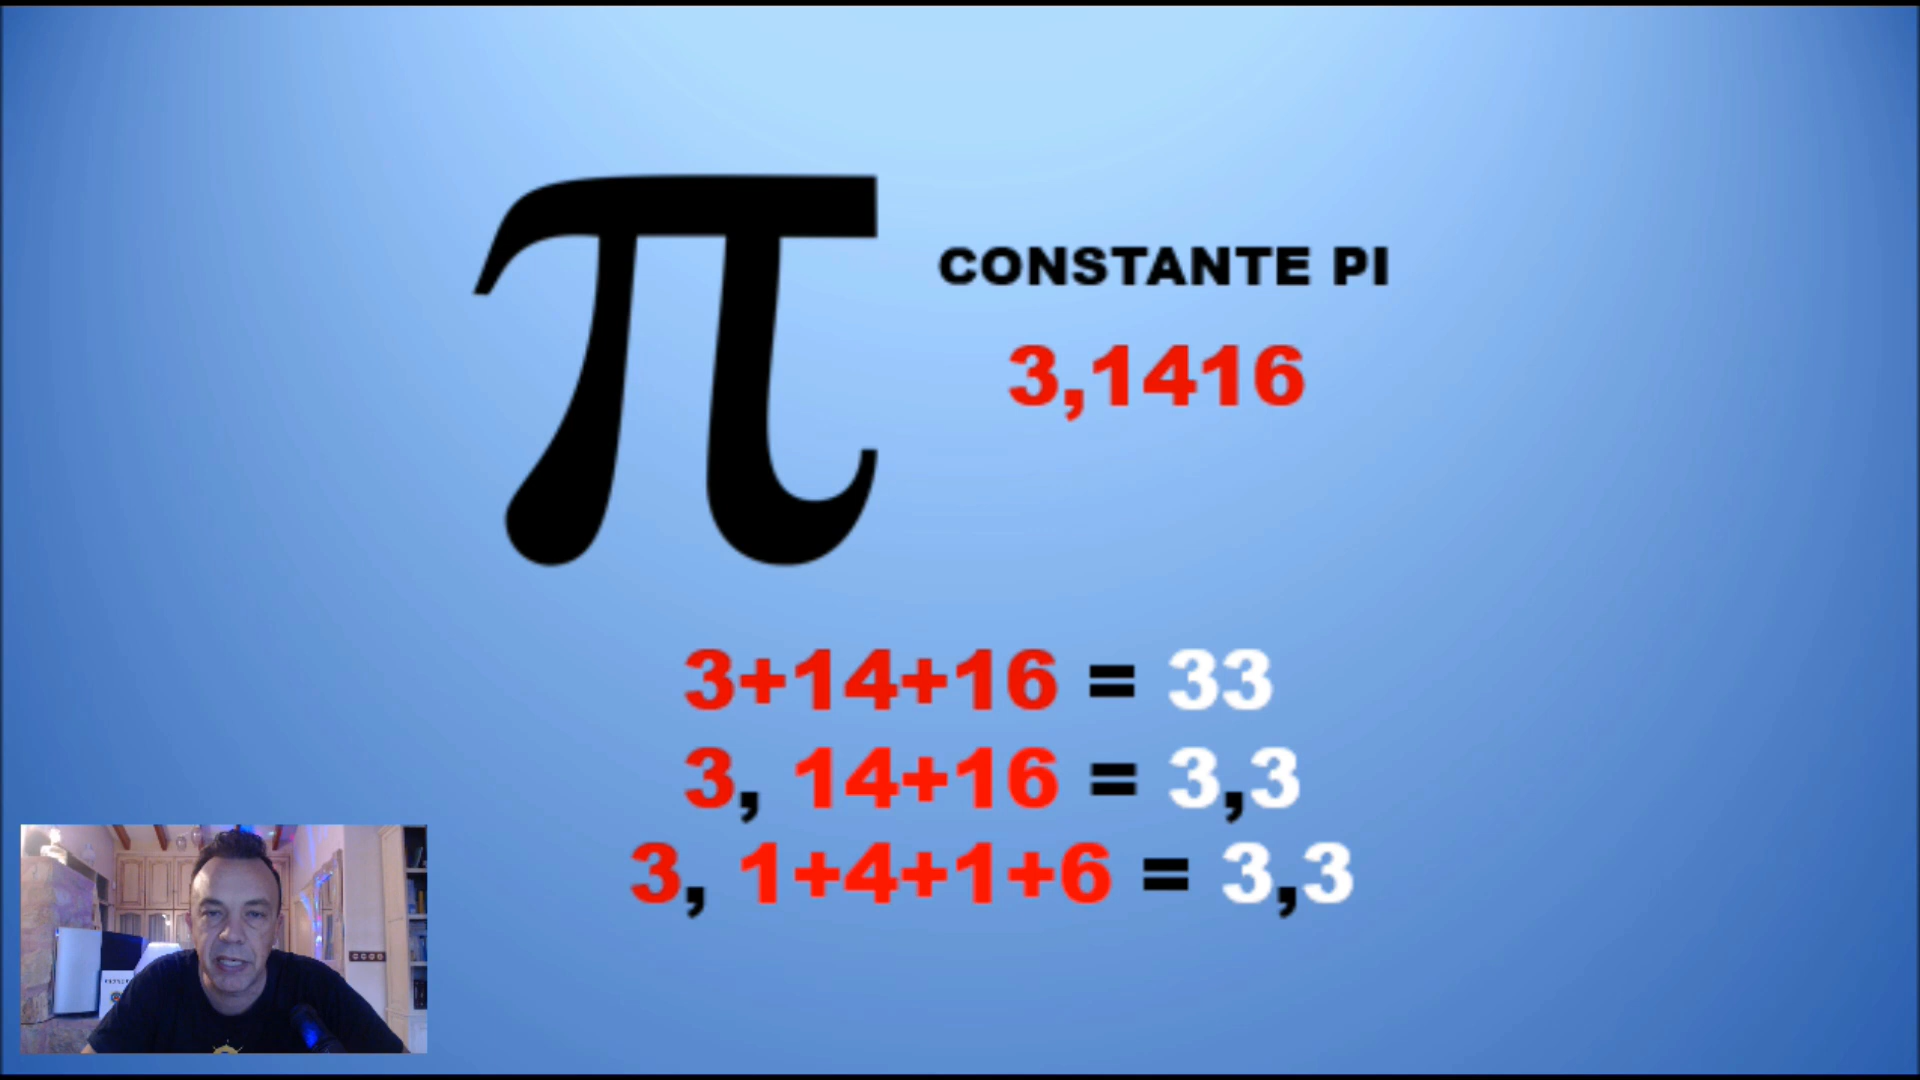 π
CONSTANTE PI
3,1416
3+14+16 = 33
3, 14+16 = 3,3
3, 1+4+1+6 = 3,3